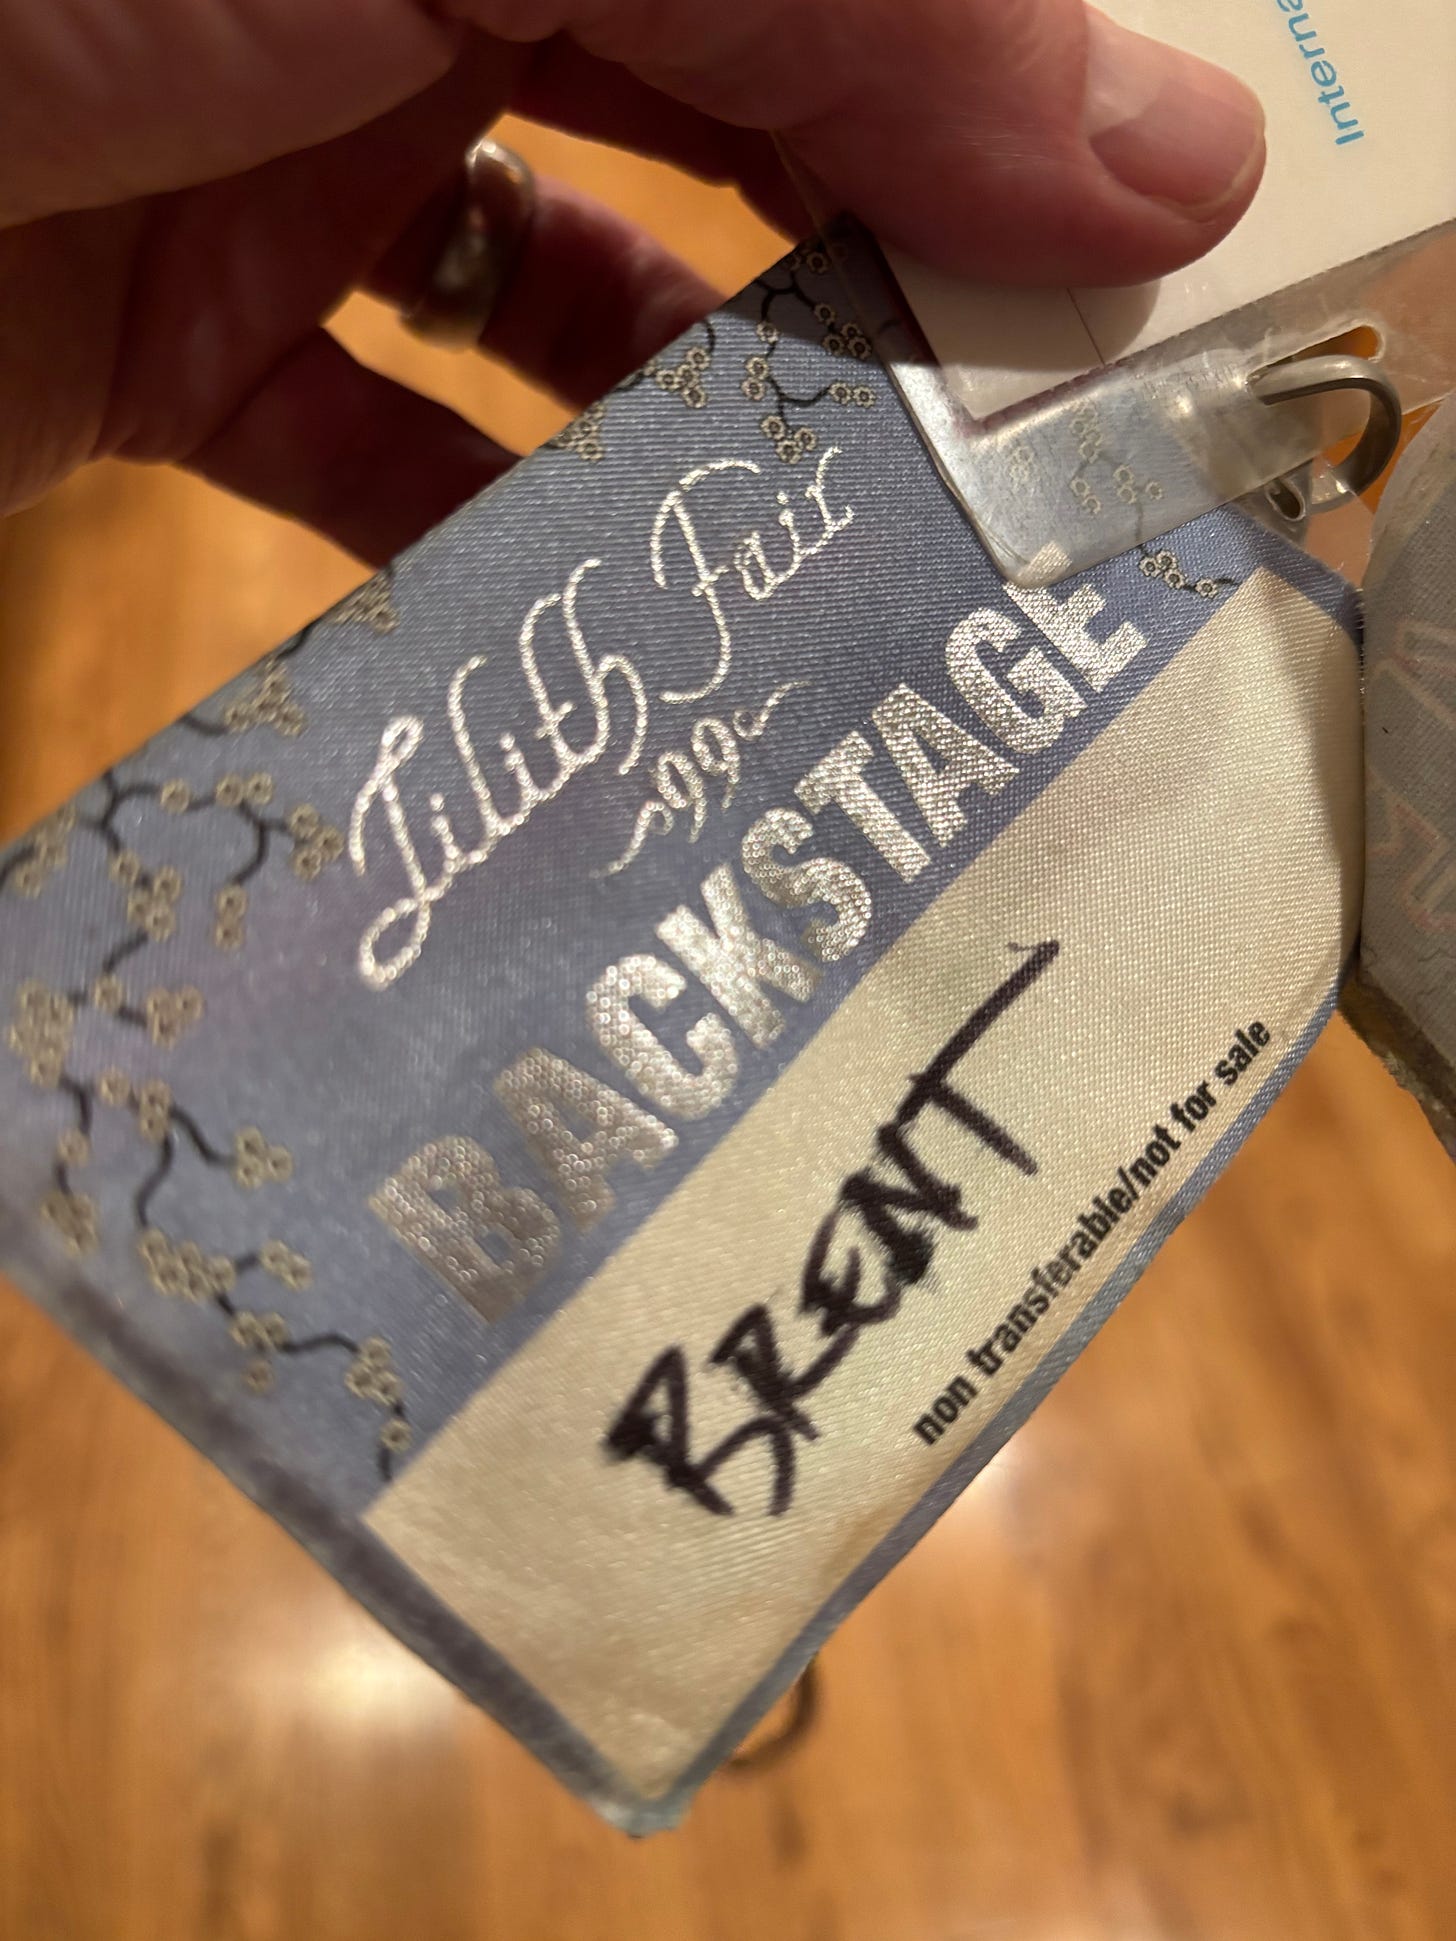 Interna
Lilith Fair
99
BACKSTAGE
BRENT
non transferable/not for sale